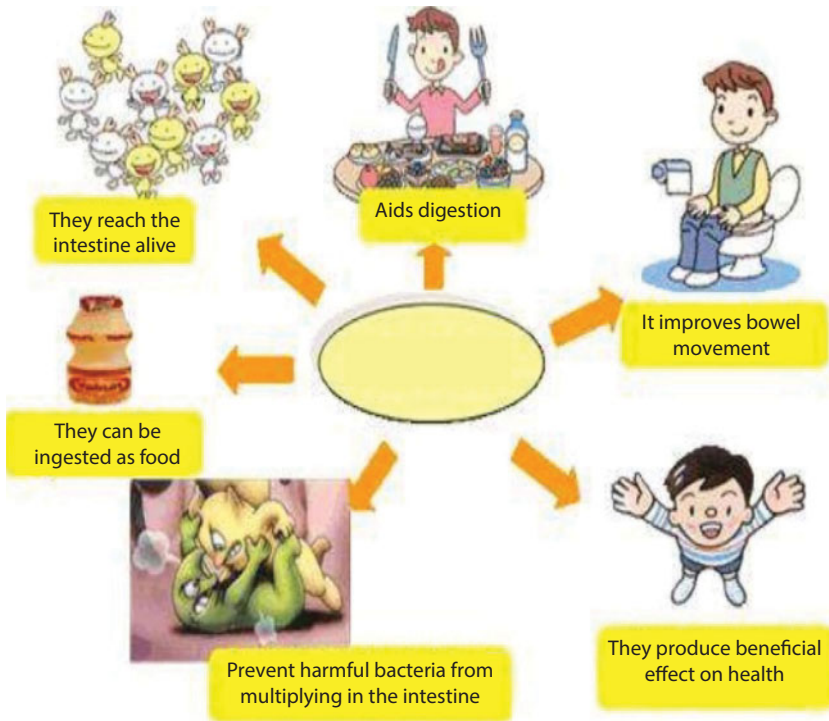 They reach the
intestine alive
Aids digestion
It improves bowel
movement
They can be
ingested as food
Prevent harmful bacteria from
multiplying in the intestine
They produce beneficial
effect on health